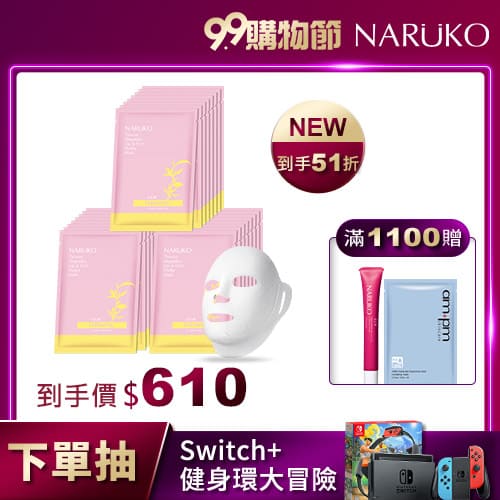 9.9購物節 NARUKO
NEW
到手51折
NARUKO
NARUKO
NARUKO
滿1100贈
NARUKO
am+pm
到手價$610
下單抽
Switch+
健身環大冒險
NINTENDO
SWITCH